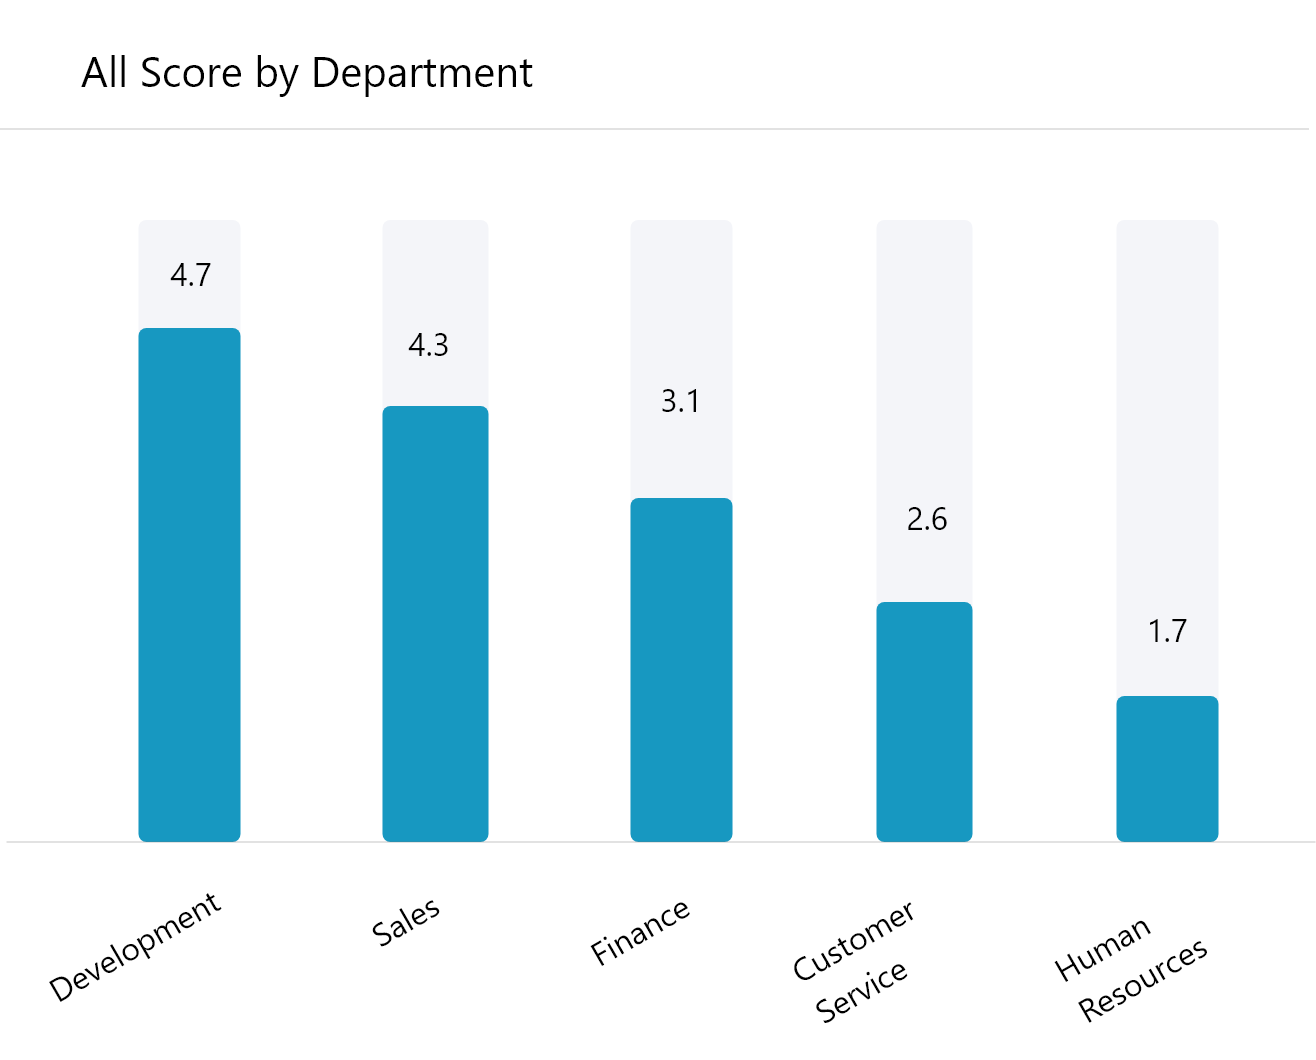 All Score by Department
4.7
4.3
3.1
2.6
1.7
Development
Sales
Finance
Customer
Service
Human
Resources